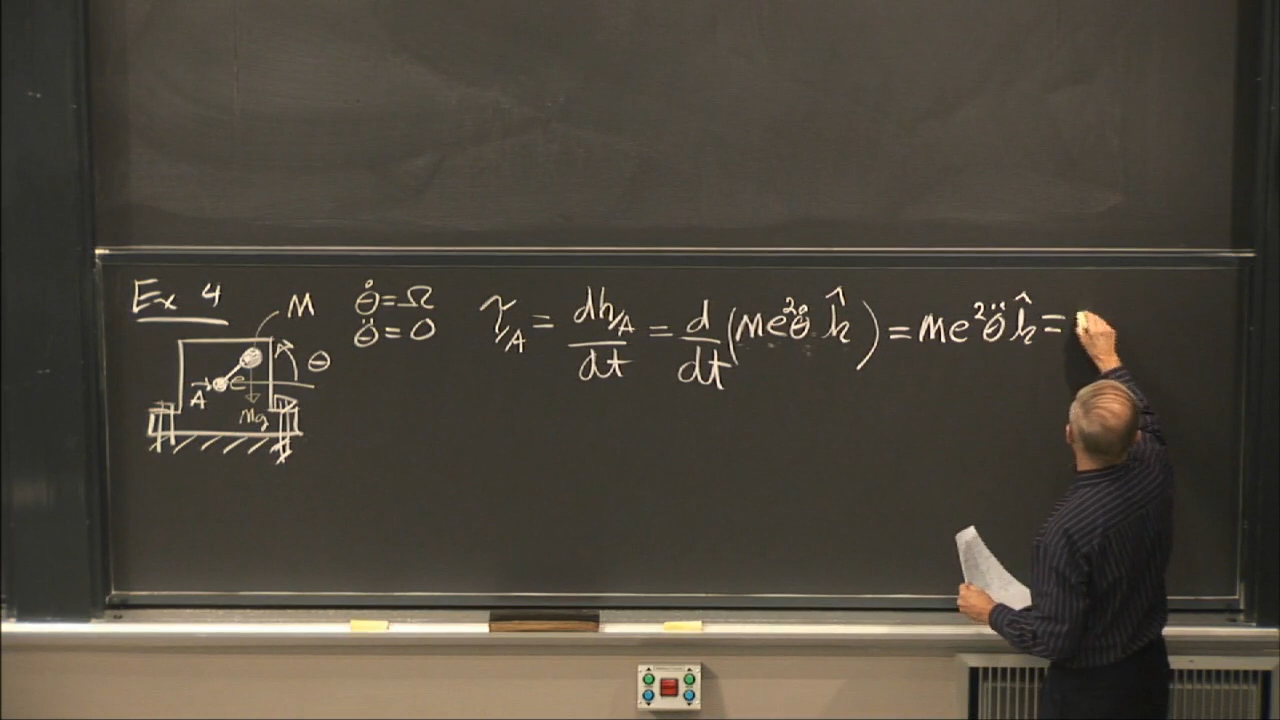 Ex 4
M
θ
A
e
Mg
θ̇ = Ω
θ̈ = 0
τ/A = dh/A/dt = d/dt (me²θ̇ k̂) = me²θ̈ k̂ =